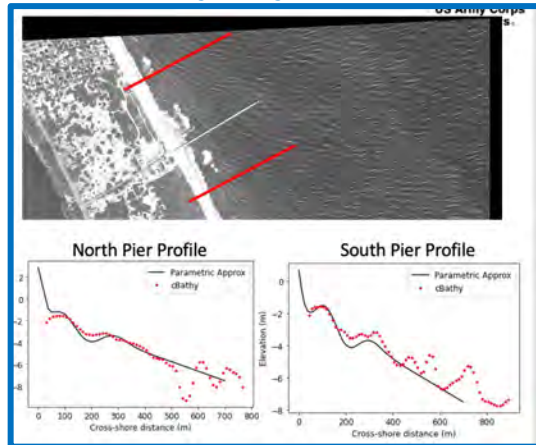 US Army Corps
North Pier Profile
South Pier Profile
Parametric Approx
cBathy
2
0
-2
-4
-6
-8
0 100 200 300 400 500 600 700 800
Cross-shore distance (m)
Parametric Approx
cBathy
Elevation (m)
0
-2
-4
-6
-8
0 200 400 600 800
Cross-shore distance (m)